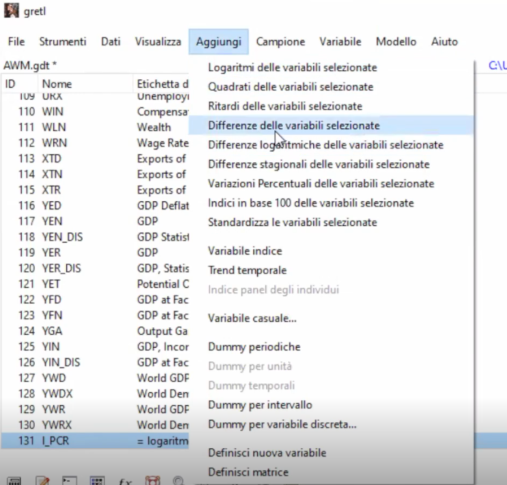 gretl
File Strumenti Dati Visualizza Aggiungi Campione Variabile Modello Aiuto
AWM.gdt *
ID Nome Etichetta d
109 URX Unemployi
110 WIN Compensa
111 WLN Wealth
112 WRN Wage Rate
113 XTD Exports of
114 XTN Exports of
115 XTR Exports of
116 YED GDP Deflat
117 YEN GDP
118 YEN_DIS GDP Statist
119 YER GDP
120 YER_DIS GDP, Statis
121 YET Potential C
122 YFD GDP at Fac
123 YFN GDP at Fac
124 YGA Output Ga
125 YIN GDP, Incor
126 YIN_DIS GDP at Fac
127 YWD World GDP
128 YWDX World Den
129 YWR World GDP
130 YWRX World Den
131 l_PCR = logaritm
Logaritmi delle variabili selezionate
Quadrati delle variabili selezionate
Ritardi delle variabili selezionate
Differenze delle variabili selezionate
Differenze logaritmiche delle variabili selezionate
Differenze stagionali delle variabili selezionate
Variazioni Percentuali delle variabili selezionate
Indici in base 100 delle variabili selezionate
Standardizza le variabili selezionate
Variabile indice
Trend temporale
Indice panel degli individui
Variabile casuale...
Dummy periodiche
Dummy per unità
Dummy temporali
Dummy per intervallo
Dummy per variabile discreta...
Definisci nuova variabile
Definisci matrice